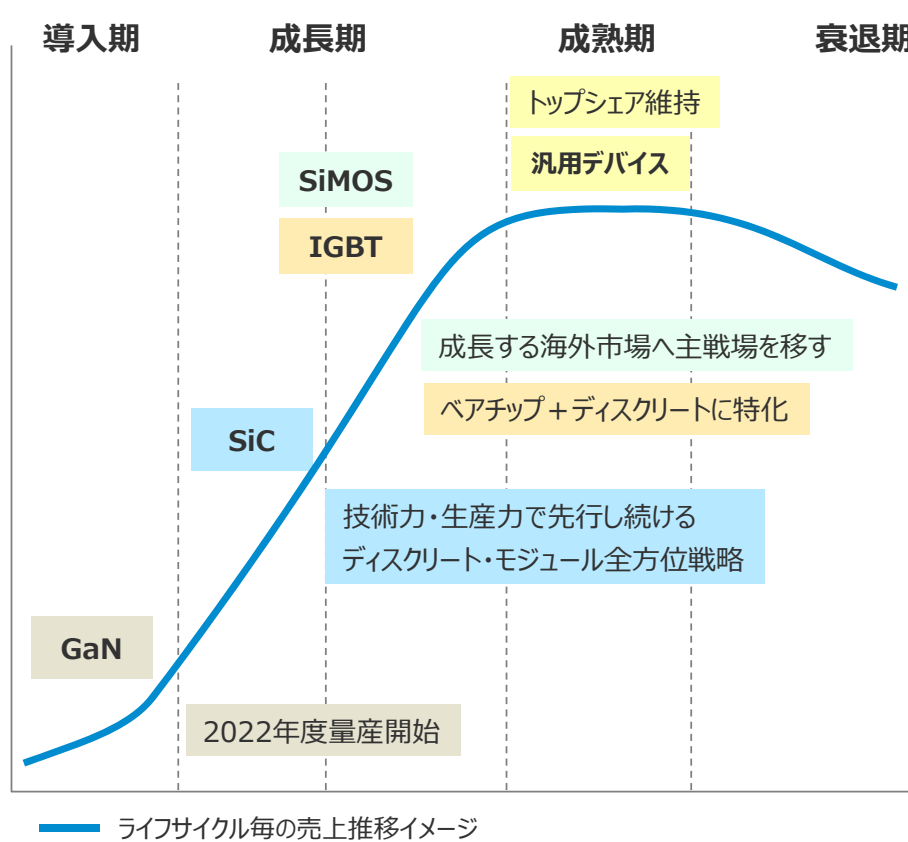 導入期
成長期
成熟期
衰退期
トップシェア維持
汎用デバイス
SiMOS
IGBT
成長する海外市場へ主戦場を移す
ベアチップ＋ディスクリートに特化
SiC
技術力・生産力で先行し続ける
ディスクリート・モジュール全方位戦略
GaN
2022年度量産開始
ライフサイクル毎の売上推移イメージ